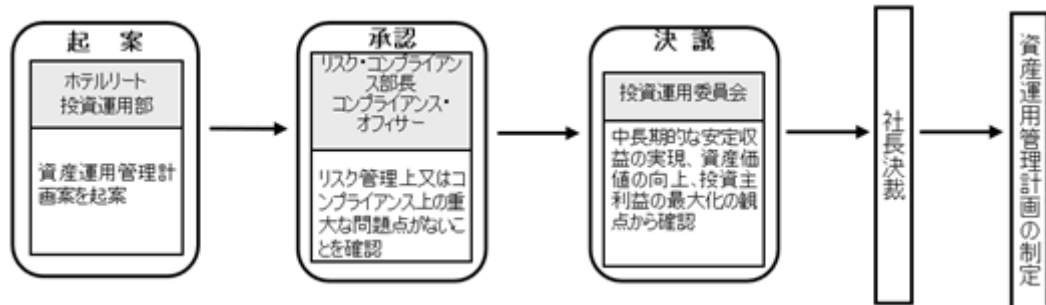 起 案
ホテルリート
投資運用部
資産運用管理計
画案を起案
承認
リスク・コンプライアン
ス部長
コンプライアンス・
オフィサー
リスク管理上又はコ
ンプライアンス上の重
大な問題点がないこ
とを確認
決 議
投資運用委員会
中長期的な安定収
益の実現、資産価
値の向上、投資主
利益の最大化の観
点から確認
社長決裁
資産運用管理計画の制定